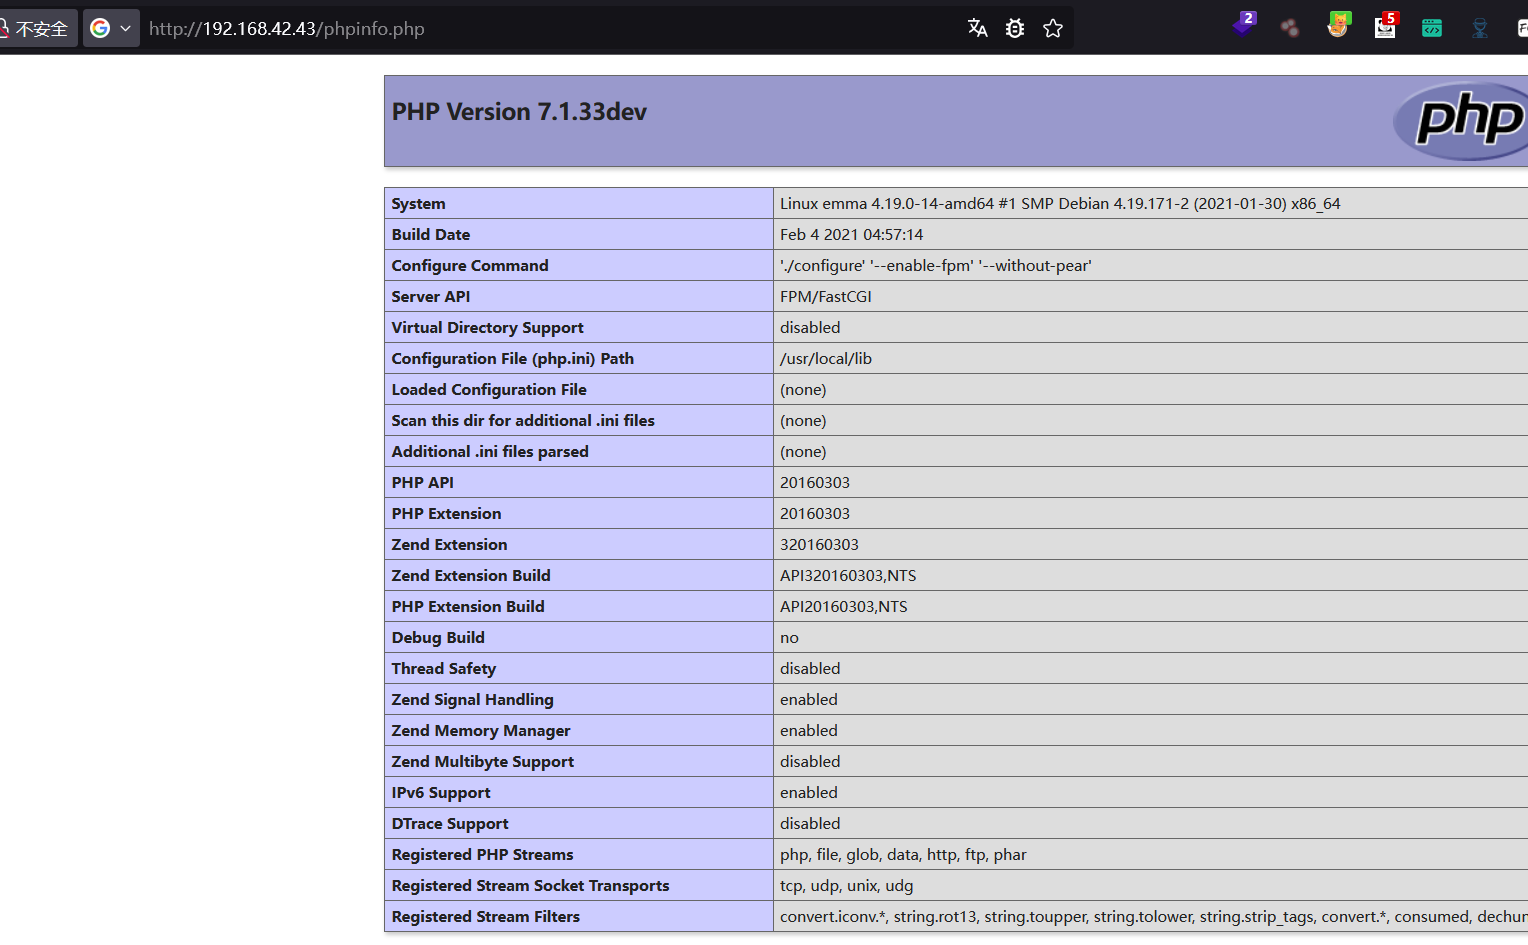 不安全 http://192.168.42.43/phpinfo.php 2 5
PHP Version 7.1.33dev php
System Linux emma 4.19.0-14-amd64 #1 SMP Debian 4.19.171-2 (2021-01-30) x86_64
Build Date Feb 4 2021 04:57:14
Configure Command './configure' '--enable-fpm' '--without-pear'
Server API FPM/FastCGI
Virtual Directory Support disabled
Configuration File (php.ini) Path /usr/local/lib
Loaded Configuration File (none)
Scan this dir for additional .ini files (none)
Additional .ini files parsed (none)
PHP API 20160303
PHP Extension 20160303
Zend Extension 320160303
Zend Extension Build API320160303,NTS
PHP Extension Build API20160303,NTS
Debug Build no
Thread Safety disabled
Zend Signal Handling enabled
Zend Memory Manager enabled
Zend Multibyte Support disabled
IPv6 Support enabled
DTrace Support disabled
Registered PHP Streams php, file, glob, data, http, ftp, phar
Registered Stream Socket Transports tcp, udp, unix, udg
Registered Stream Filters convert.iconv.*, string.rot13, string.toupper, string.tolower, string.strip_tags, convert.*, consumed,